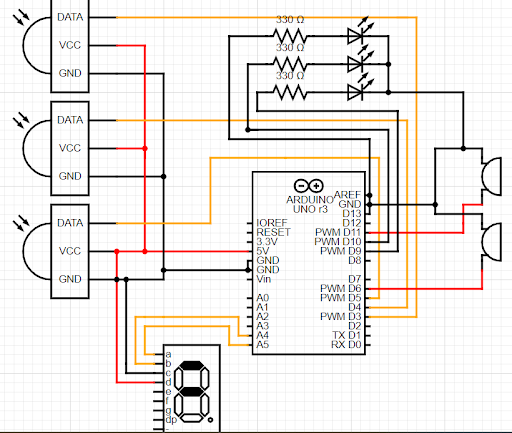 DATA
VCC
GND
DATA
VCC
GND
DATA
VCC
GND
330 Ω
330 Ω
330 Ω
ARDUINO
UNO r3
IOREF
RESET
3.3V
5V
GND
GND
Vin
A0
A1
A2
A3
A4
A5
AREF
GND
D13
D12
PWM D11
PWM D10
PWM D9
D8
D7
PWM D6
PWM D5
D4
PWM D3
D2
TX D1
RX D0
a
b
c
d
e
f
g
dp